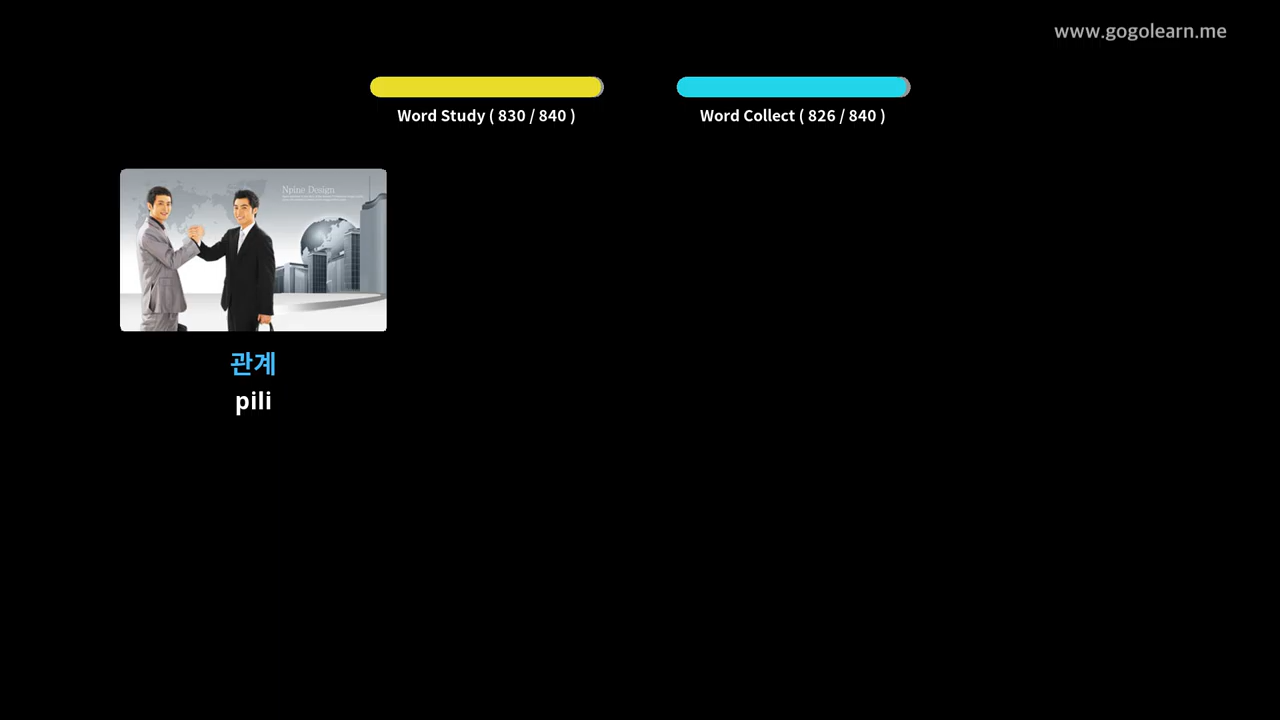 www.gogolearn.me
Word Study ( 830 / 840 )
Word Collect ( 826 / 840 )
Npine Design
관계
pili